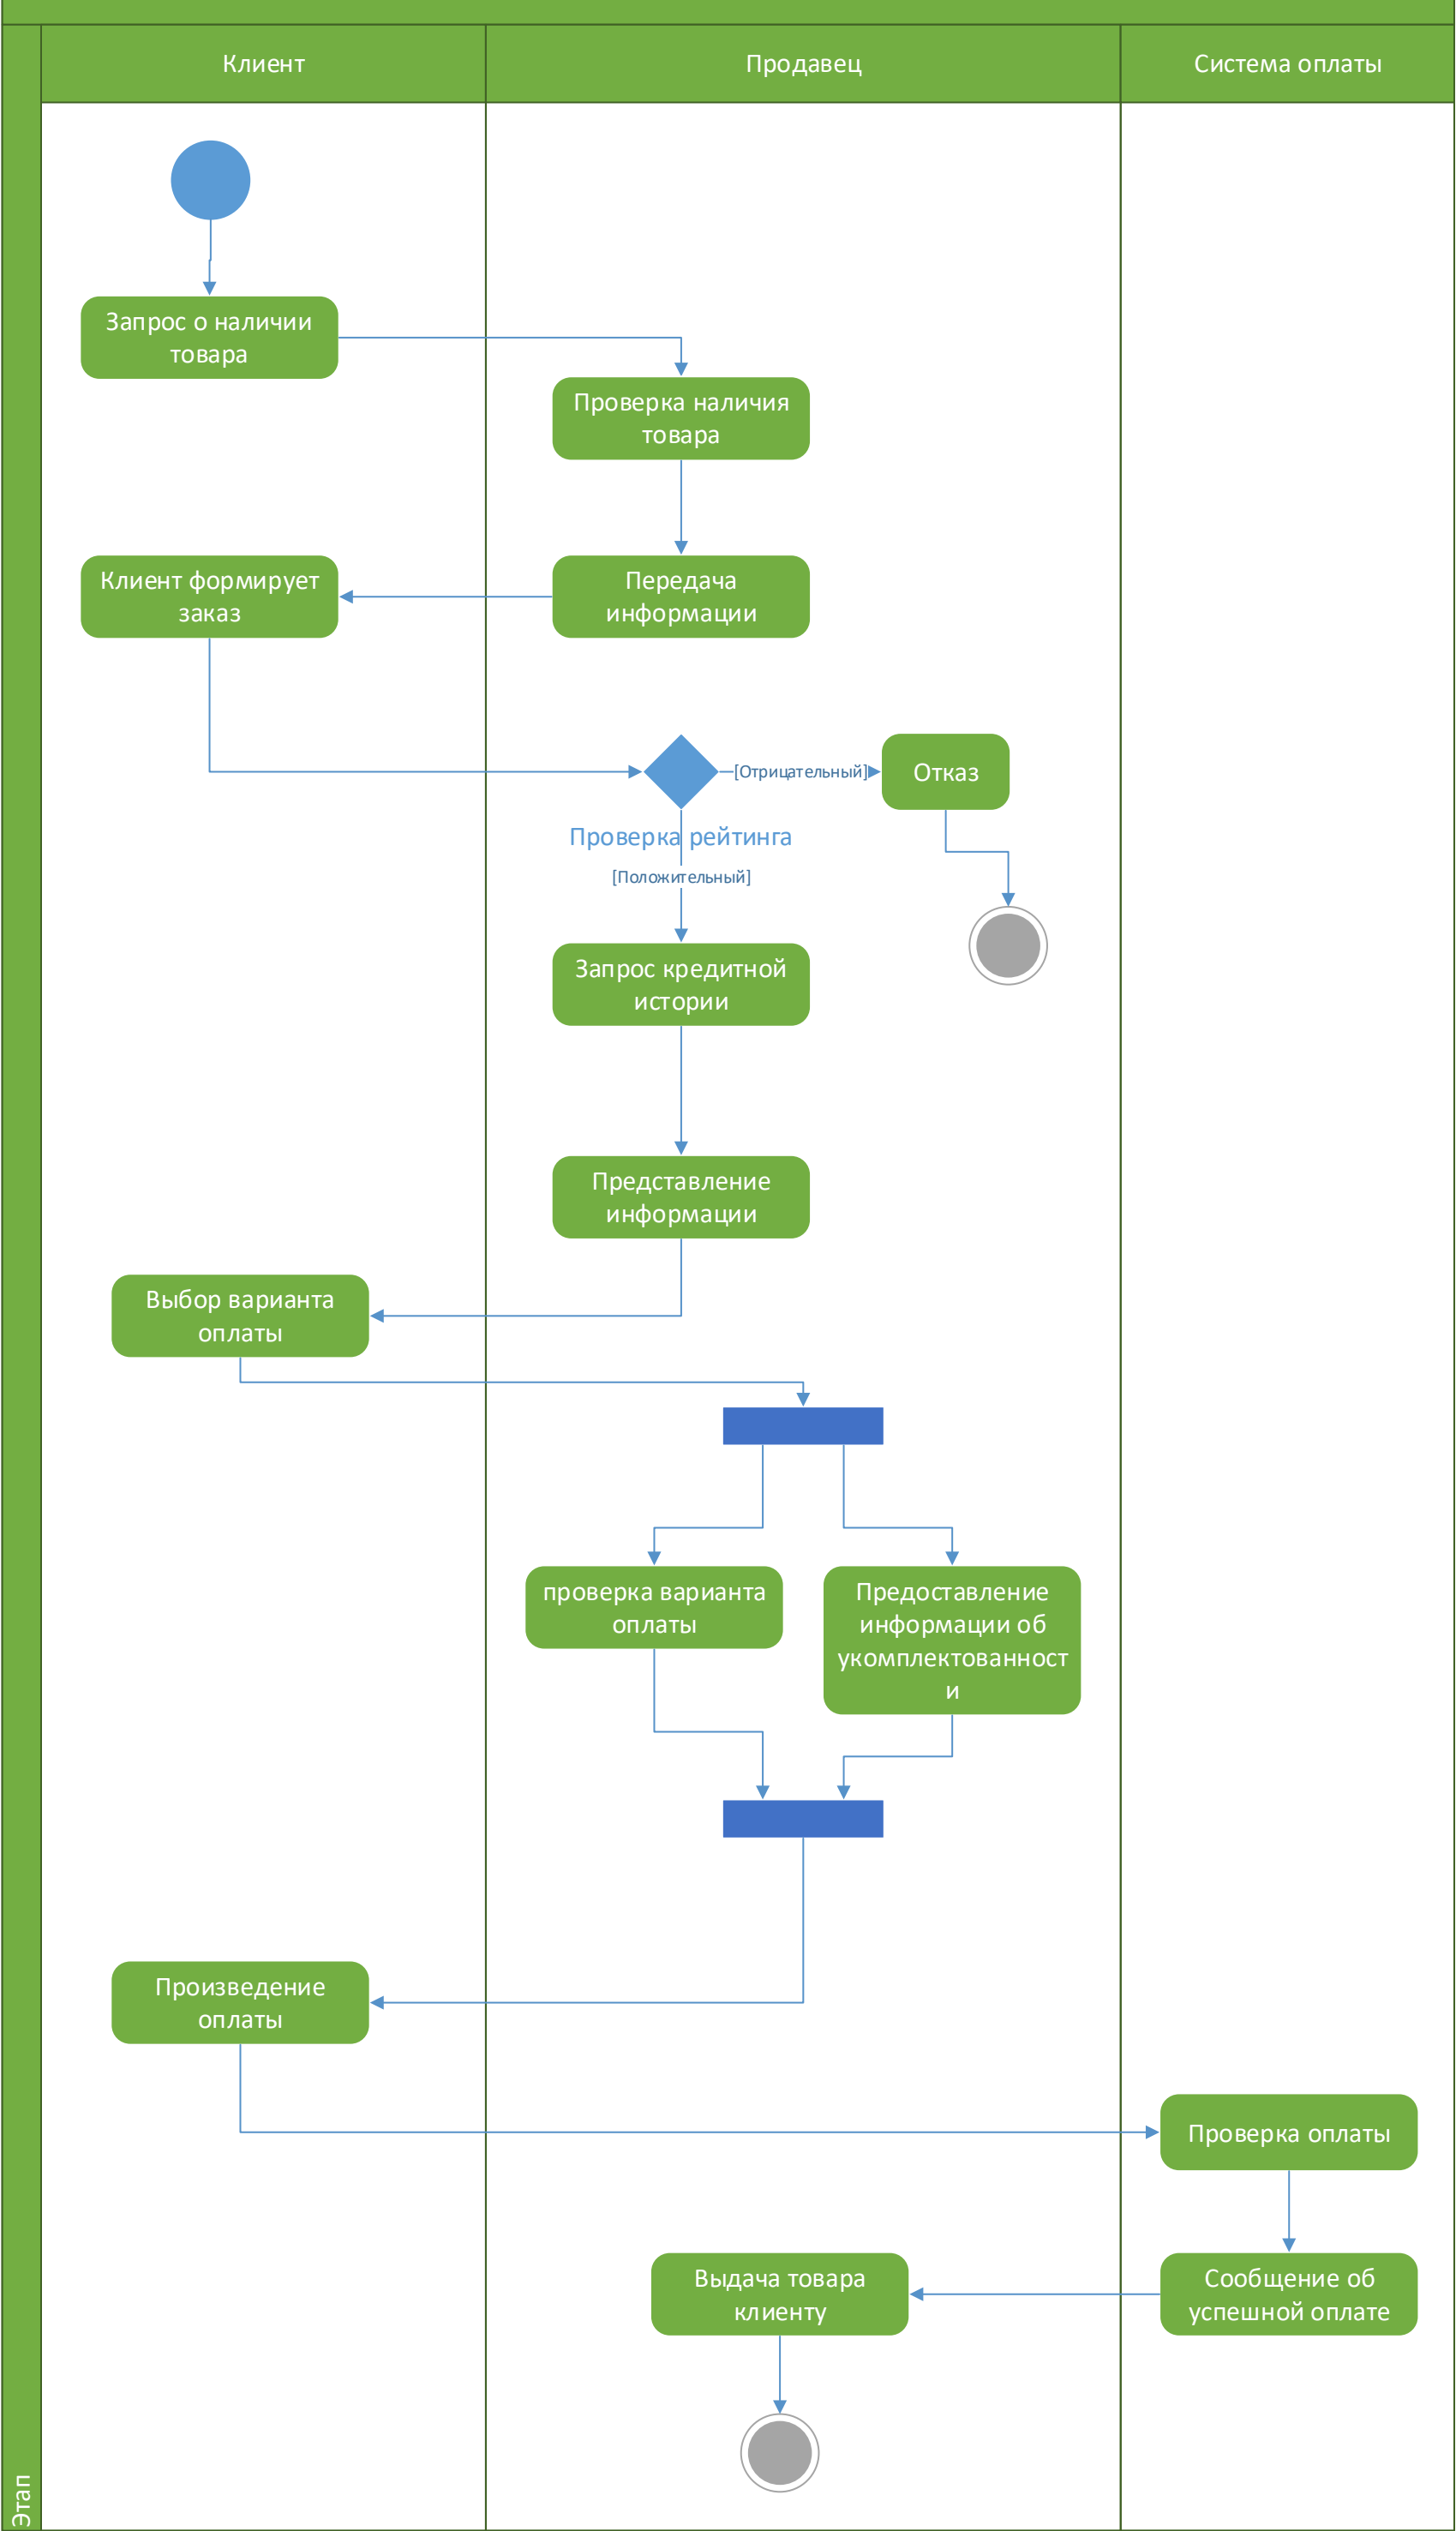 Клиент
Продавец
Система оплаты
Запрос о наличии
товара
Проверка наличия
товара
Клиент формирует
заказ
Передача
информации
[Отрицательный]
Отказ
Проверка рейтинга
[Положительный]
Запрос кредитной
истории
Представление
информации
Выбор варианта
оплаты
проверка варианта
оплаты
Предоставление
информации об
укомплектованност
и
Произведение
оплаты
Проверка оплаты
Выдача товара
клиенту
Сообщение об
успешной оплате
Этап